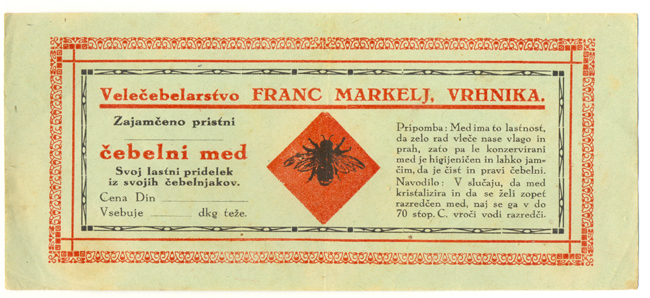 Velečebelarstvo FRANC MARKELJ, VRHNIKA.
Zajamčeno pristni
čebelni med
Svoj lastni pridelek
iz svojih čebelnjakov.
Cena Din
Vsebuje dkg teže.
Pripomba: Med ima to lastnost,
da zelo rad vleče nase vlago in
prah, zato pa le konzervirani
med je higijeničen in lahko jam-
čim, da je čist in pravi čebelni.
Navodilo: V slučaju, da med
kristalizira in da se želi zopet
razredčen med, naj se ga v do
70 stop. C. vroči vodi razredči.